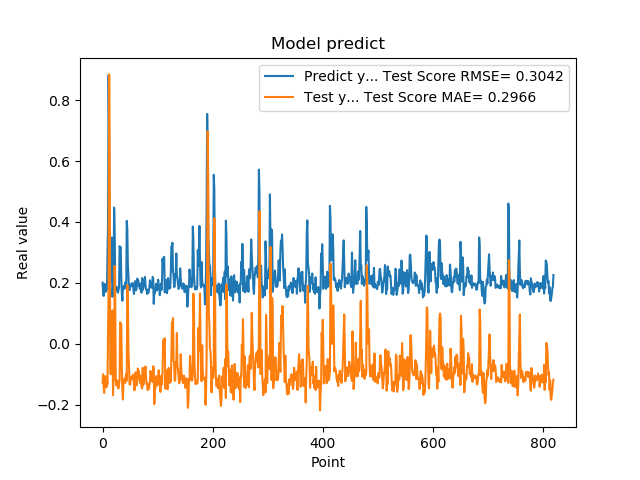 Model predict
Predict y... Test Score RMSE= 0.3042
Test y... Test Score MAE= 0.2966
Real value
0.8
0.6
0.4
0.2
0.0
−0.2
0 200 400 600 800
Point